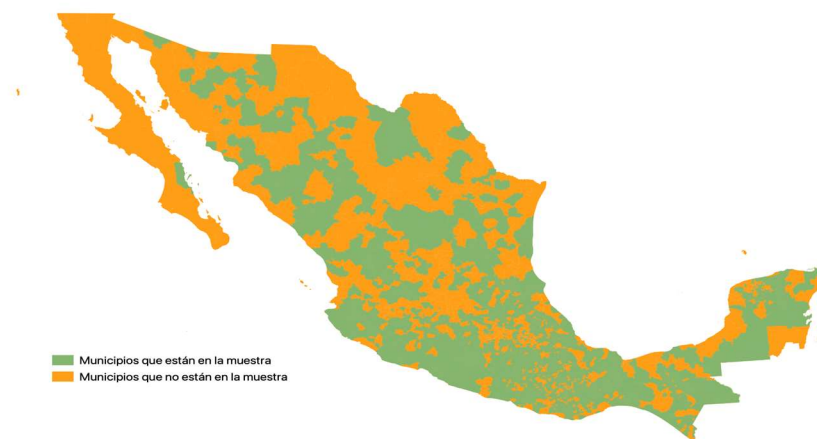 Municipios que están en la muestra
Municipios que no están en la muestra